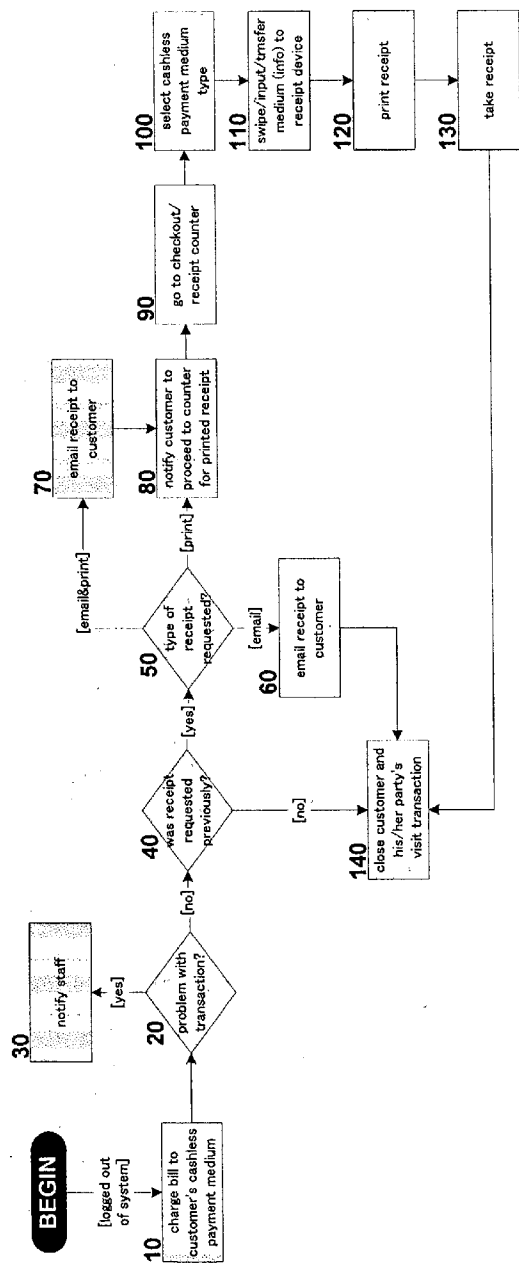 BEGIN
[logged out
of system]
10
charge bill to
customer's cashless
payment medium
20
problem with
transaction?
[yes]
30
notify staff
[no]
40
was receipt
requested
previously?
[no]
[yes]
50
type of
receipt
requested?
[email&print]
[print]
[email]
60
email receipt to
customer
70
email receipt to
customer
80
notify customer to
proceed to counter
for printed receipt
90
go to checkout/
receipt counter
100
select cashless
payment medium
type
110
swipe/input/trnsfer
medium (info) to
receipt device
120
print receipt
130
take receipt
140
close customer and
his/her party's
visit transaction